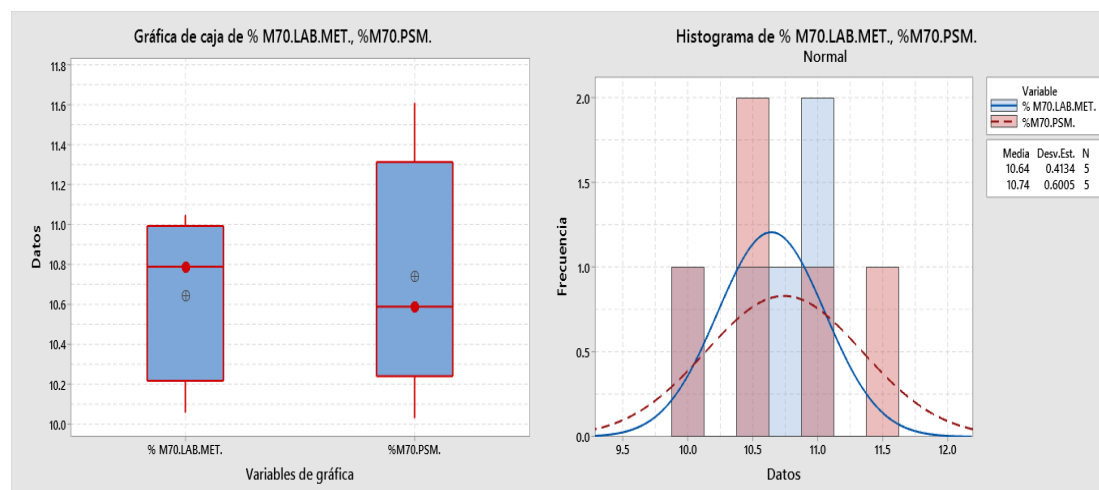 Gráfica de caja de % M70.LAB.MET., %M70.PSM.
11.8
11.6
11.4
11.2
11.0
10.8
10.6
10.4
10.2
10.0
Datos
% M70.LAB.MET.
%M70.PSM.
Variables de gráfica
Histograma de % M70.LAB.MET., %M70.PSM.
Normal
2.0
1.5
1.0
0.5
0.0
Frecuencia
9.5
10.0
10.5
11.0
11.5
12.0
Datos
Variable
% M70.LAB.MET.
%M70.PSM.
Media Desv.Est. N
10.64 0.4134 5
10.74 0.6005 5